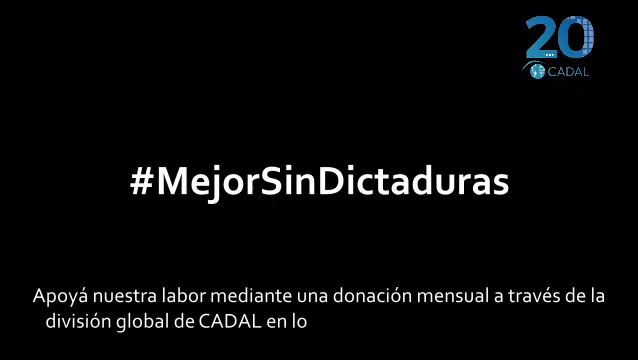 20
CADAL
#MejorSinDictaduras
Apoyá nuestra labor mediante una donación mensual a través de la
división global de CADAL en lo